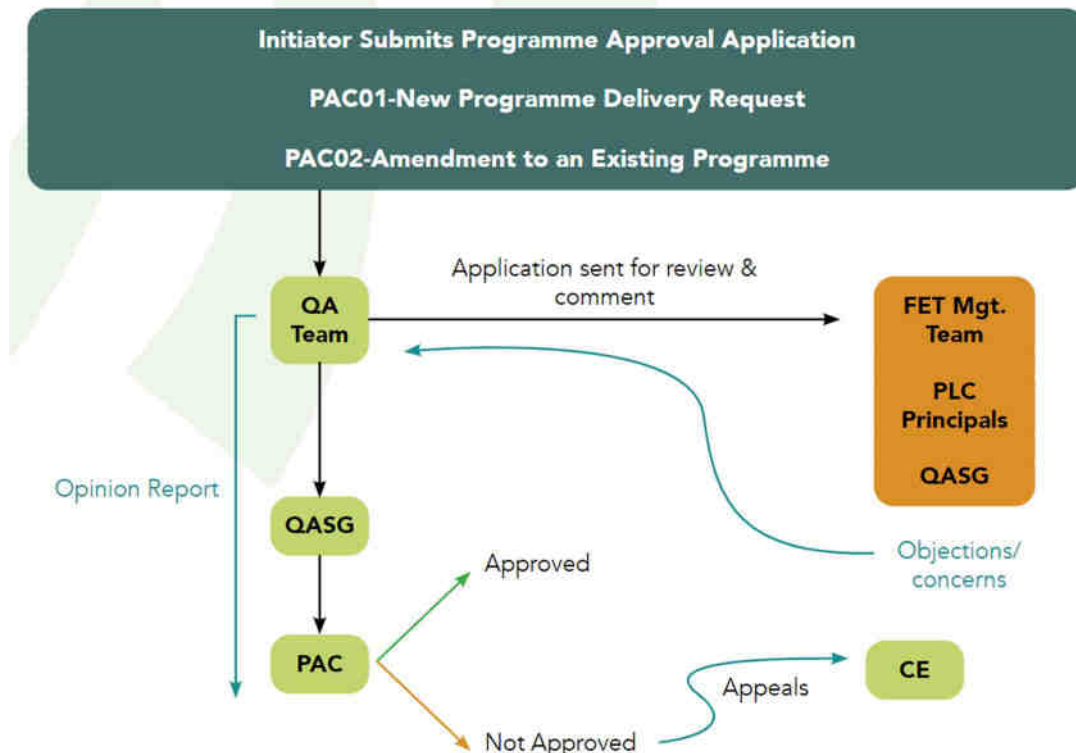 Initiator Submits Programme Approval Application
PAC01-New Programme Delivery Request
PAC02-Amendment to an Existing Programme
Application sent for review &
comment
QA
Team
FET Mgt.
Team
PLC
Principals
QASG
Opinion Report
QASG
Objections/
concerns
Approved
PAC
CE
Appeals
Not Approved